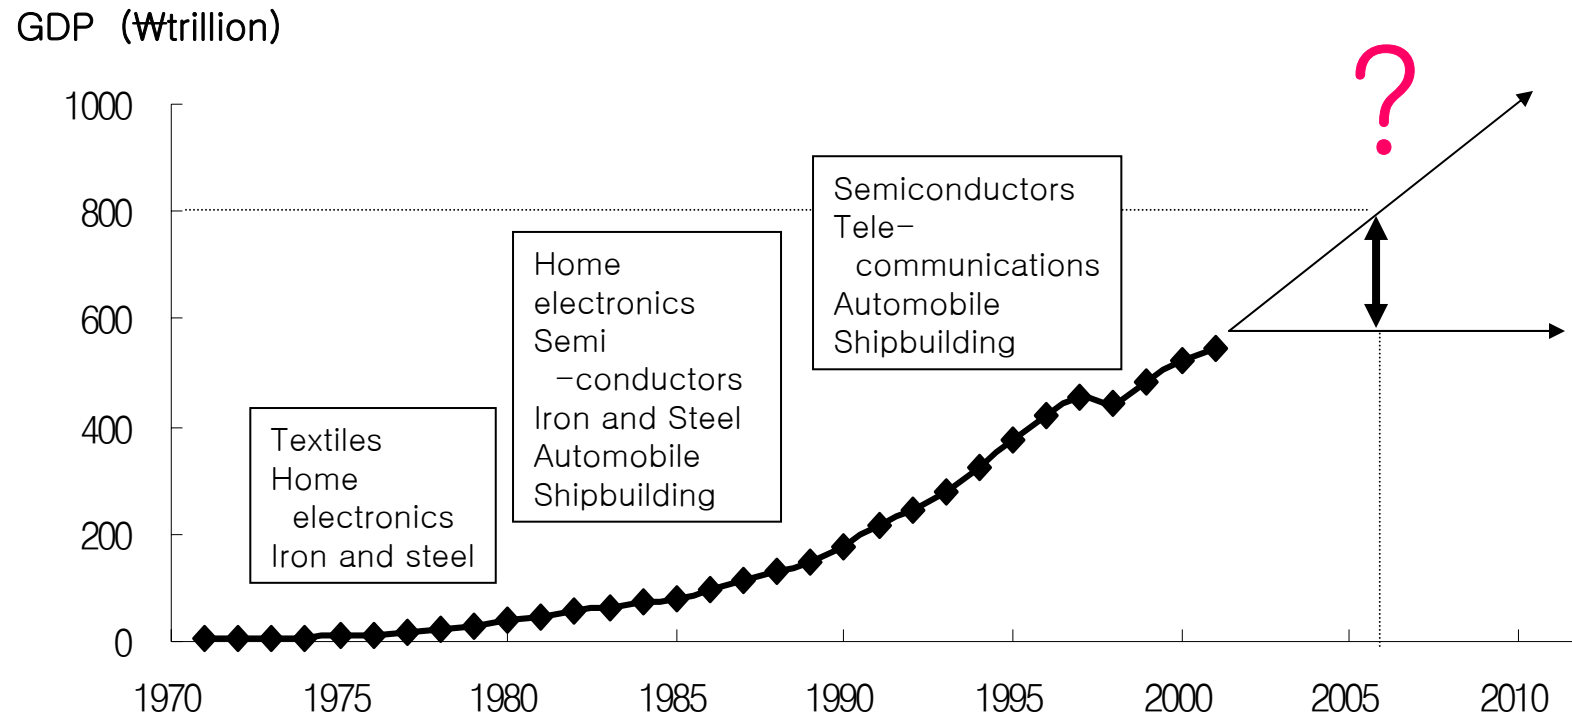 GDP (₩trillion)
?
1000
800
600
400
200
0
Textiles
Home
electronics
Iron and steel
Home
electronics
Semi
-conductors
Iron and Steel
Automobile
Shipbuilding
Semiconductors
Tele-
communications
Automobile
Shipbuilding
1970 1975 1980 1985 1990 1995 2000 2005 2010